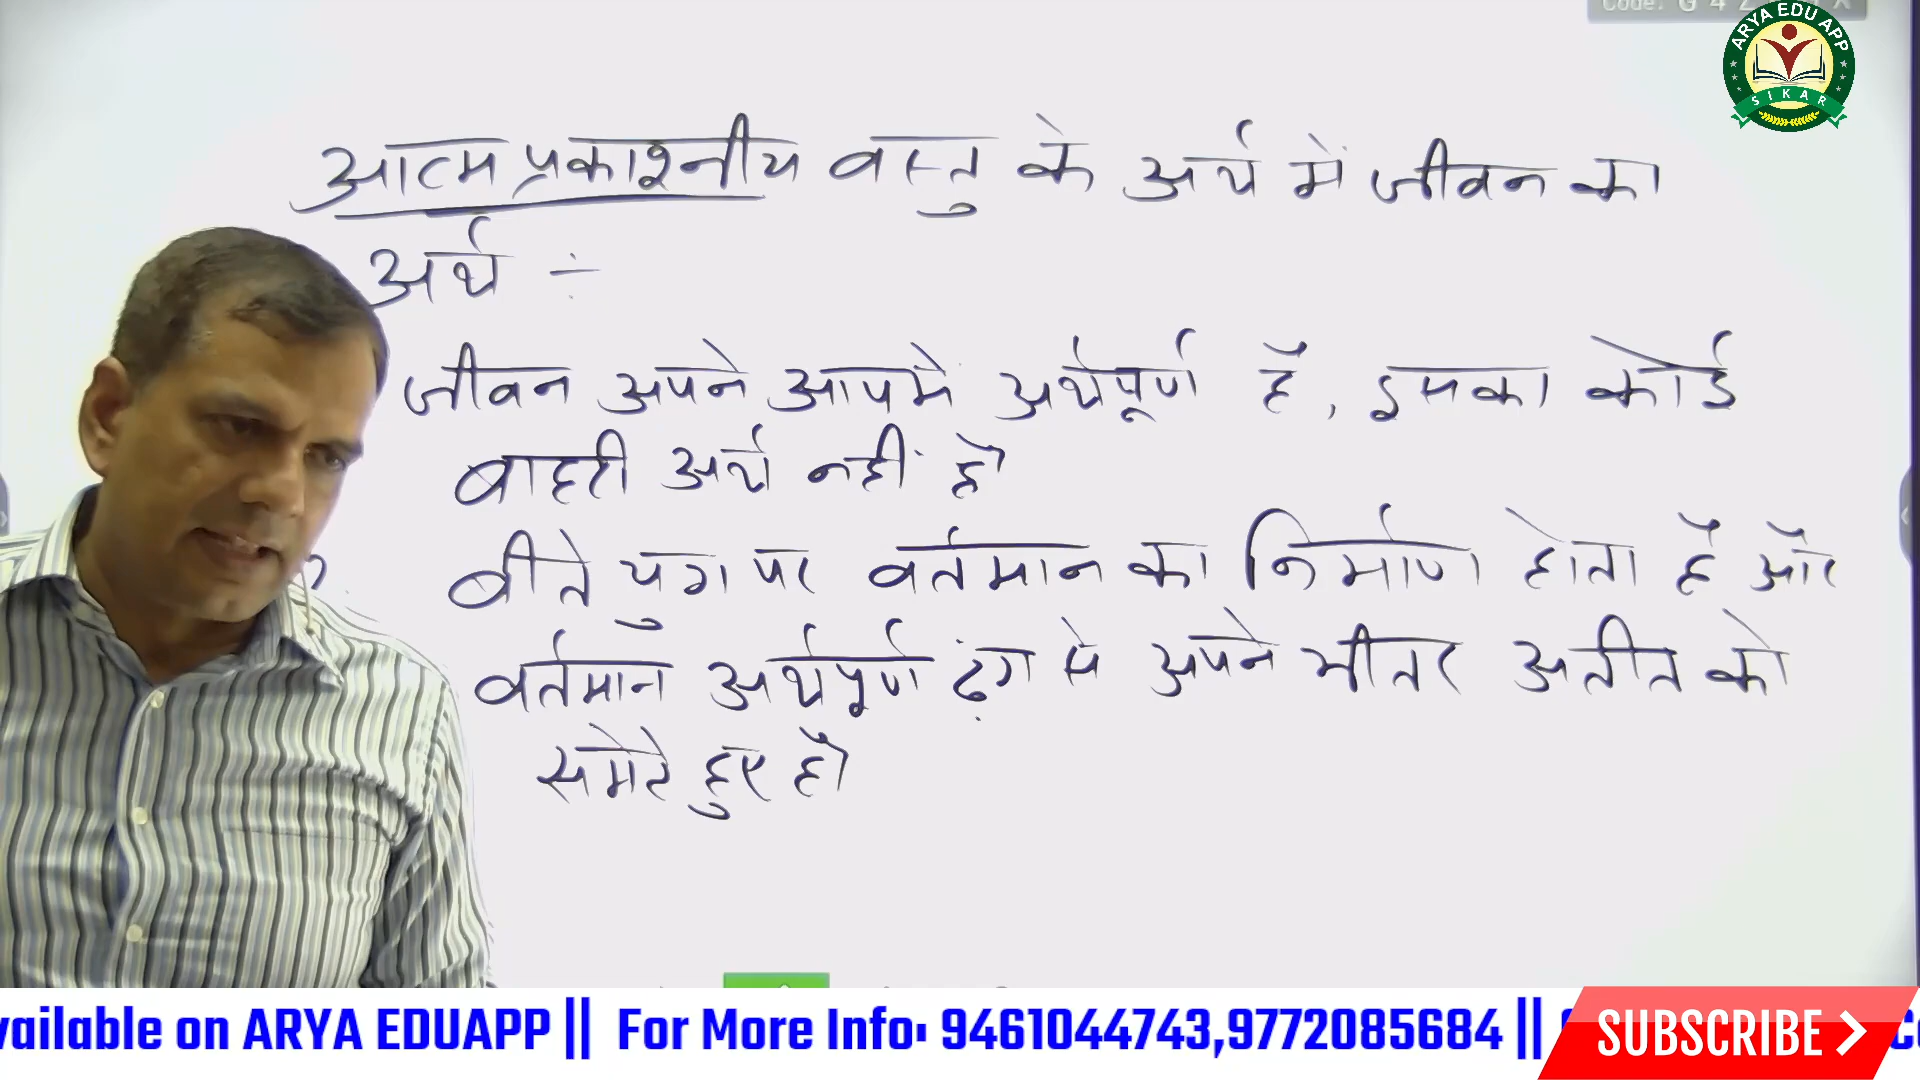 ARYA EDU APP
SIKAR
आत्म प्रकाशनीय वस्तु के अर्थ में जीवन का
अर्थ ÷
जीवन अपने आपमे अर्थपूर्ण है, इसका कोई
बाहरी अर्थ नहीं है
बीते युग पर वर्तमान का निर्माण होता है और
वर्तमान अर्थपूर्ण ढ़ंग से अपने भीतर अतीत को
समेटे हुए है
vailable on ARYA EDUAPP || For More Info: 9461044743,9772085684 ||
SUBSCRIBE